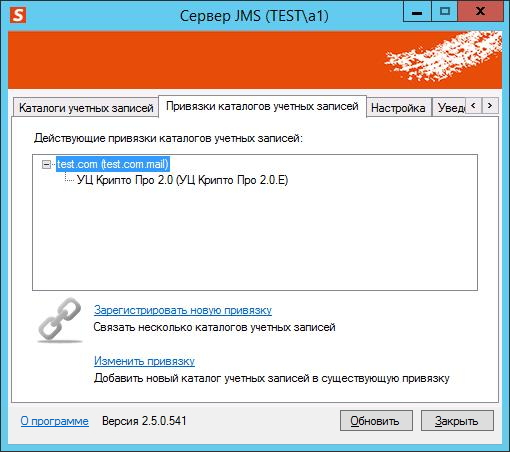 S
Сервер JMS (TEST\a1)
Каталоги учетных записей
Привязки каталогов учетных записей
Настройка
Уведо
Действующие привязки каталогов учетных записей:
test.com (test.com.mail)
УЦ Крипто Про 2.0 (УЦ Крипто Про 2.0.E)
Зарегистрировать новую привязку
Связать несколько каталогов учетных записей
Изменить привязку
Добавить новый каталог учетных записей в существующую привязку
О программе
Версия 2.5.0.541
Обновить
Закрыть